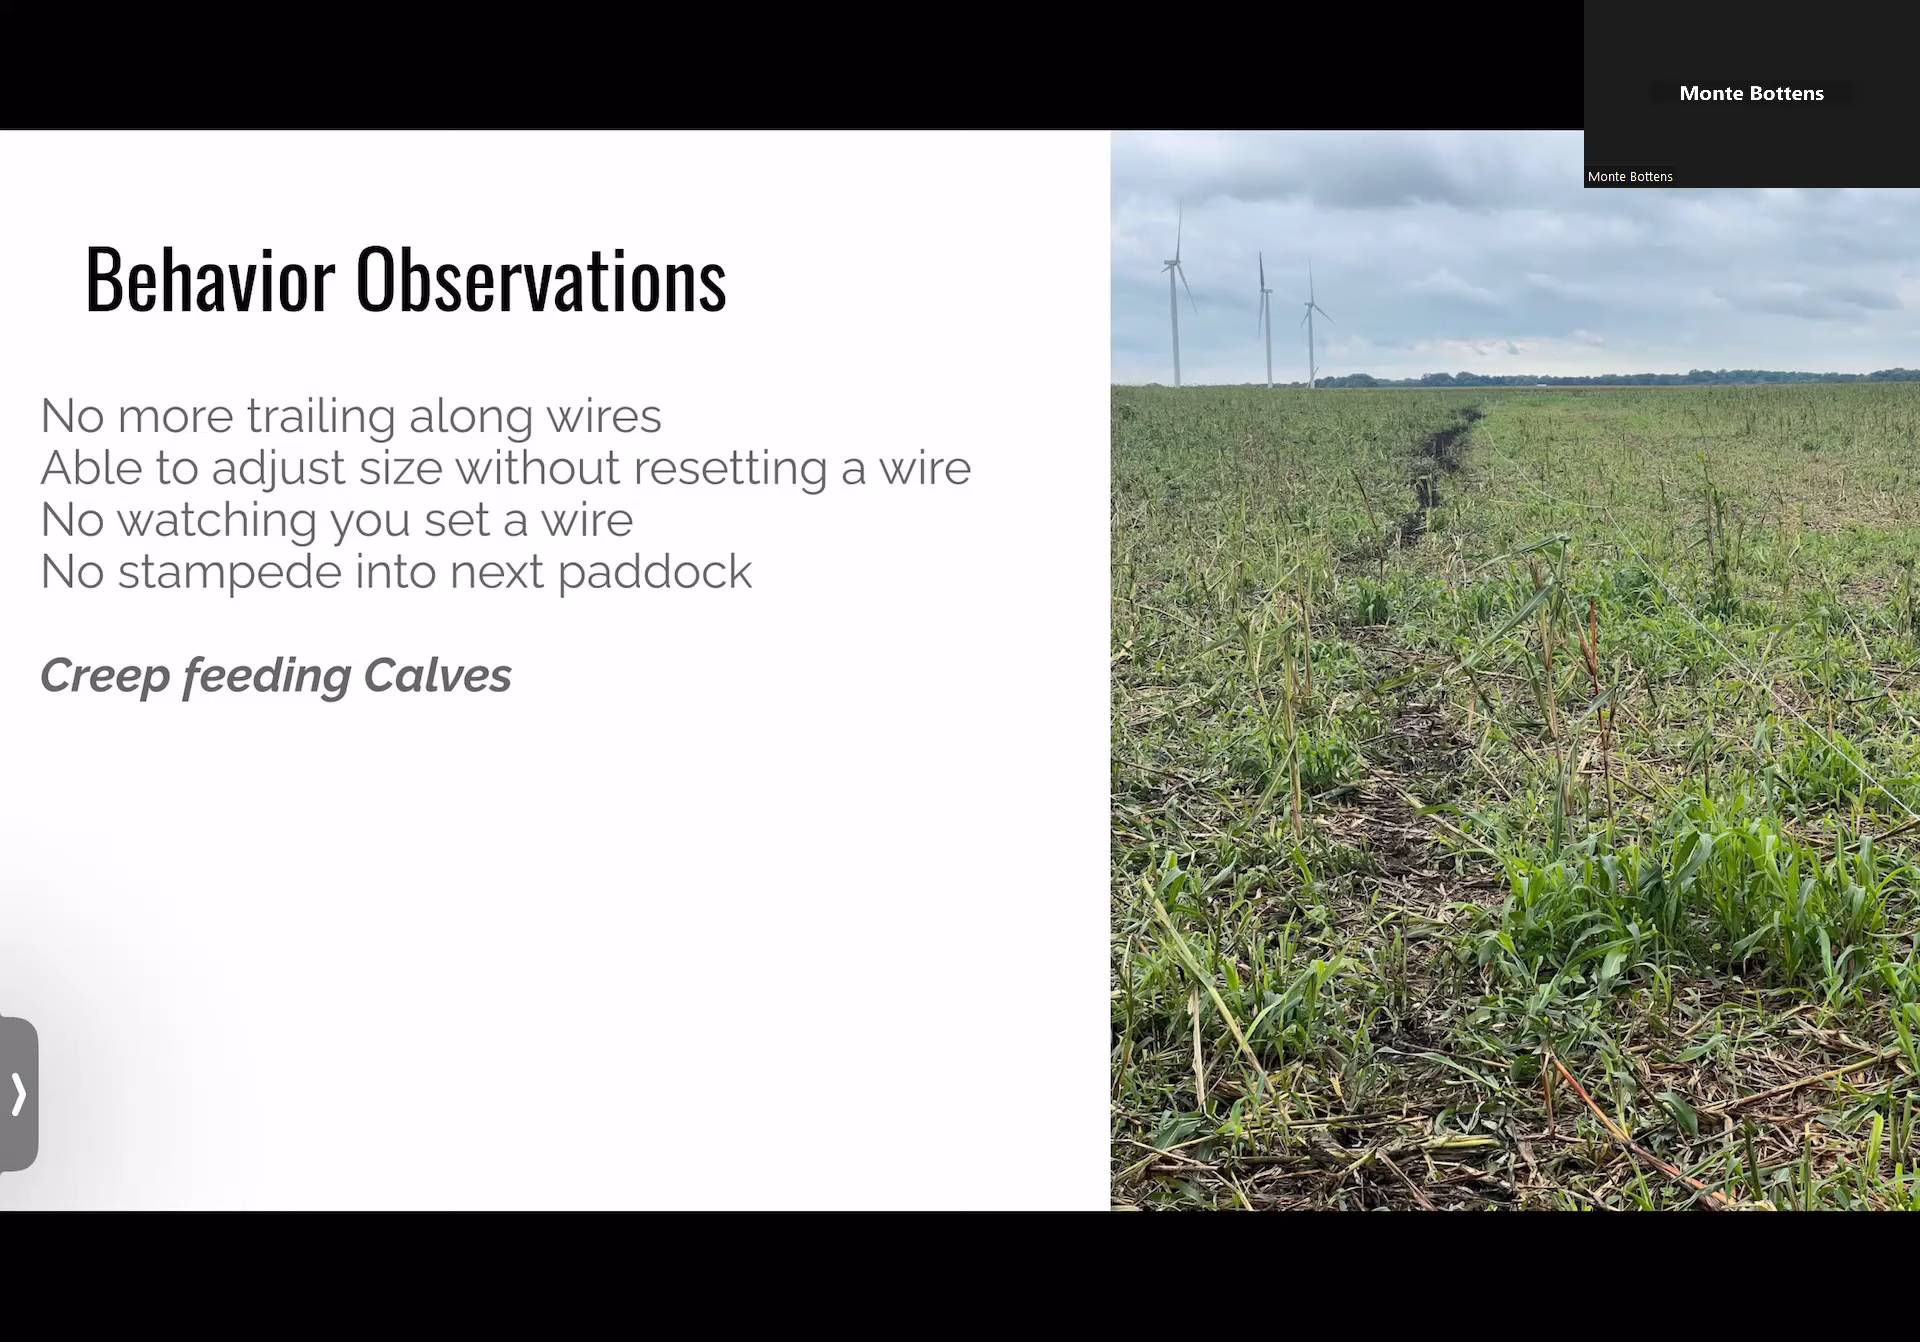 Monte Bottens
Monte Bottens
Behavior Observations
No more trailing along wires
Able to adjust size without resetting a wire
No watching you set a wire
No stampede into next paddock
Creep feeding Calves